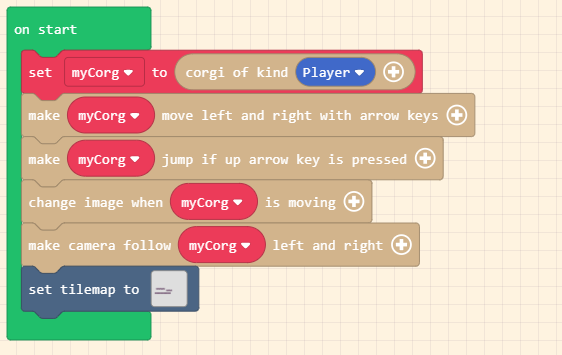 on start
set myCorg to corgi of kind Player
make myCorg move left and right with arrow keys
make myCorg jump if up arrow key is pressed
change image when myCorg is moving
make camera follow myCorg left and right
set tilemap to